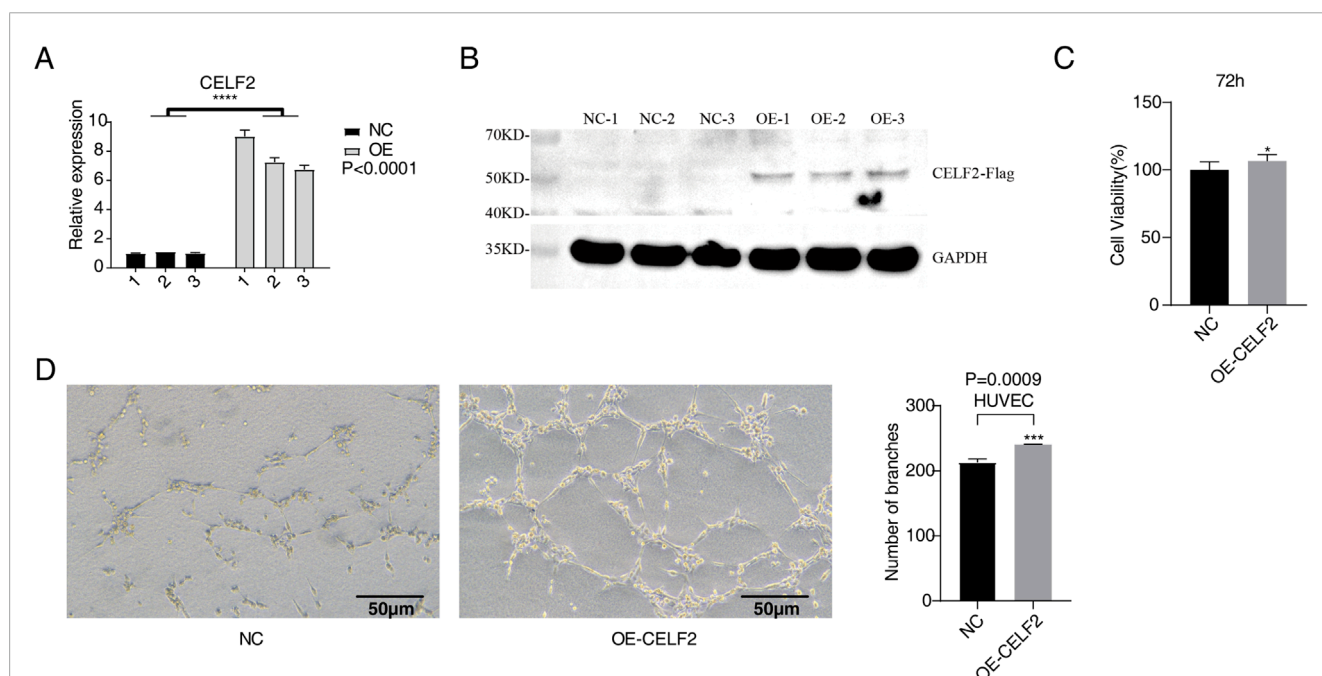 A
CELF2
****
Relative expression
10
8
6
4
2
0
1
2
3
1
2
3
NC
OE
P<0.0001
B
NC-1 NC-2 NC-3 OE-1 OE-2 OE-3
70KD-
50KD-
40KD-
35KD-
CELF2-Flag
GAPDH
C
72h
Cell Viability(%)
150
100
50
0
*
NC
OE-CELF2
D
50μm
NC
50μm
OE-CELF2
P=0.0009
HUVEC
***
Number of branches
300
200
100
0
NC
OE-CELF2